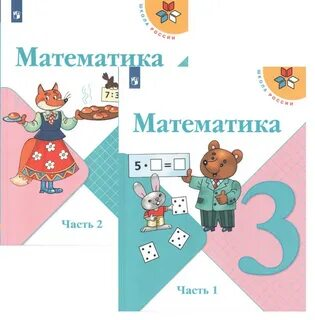 ШКОЛА РОССИИ
Математика
Часть 2
ШКОЛА РОССИИ
Математика
5 · =
3
Часть 1